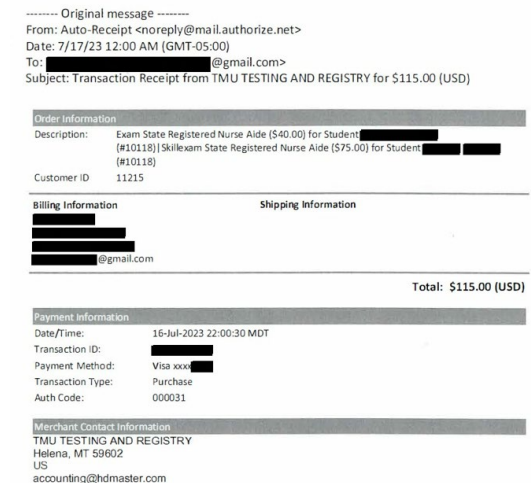 -------- Original message --------
From: Auto-Receipt <noreply@mail.authorize.net>
Date: 7/17/23 12:00 AM (GMT-05:00)
To: @gmail.com>
Subject: Transaction Receipt from TMU TESTING AND REGISTRY for $115.00 (USD)
Order Information
Description: Exam State Registered Nurse Aide ($40.00) for Student
(#10118)|Skillexam State Registered Nurse Aide ($75.00) for Student
(#10118)
Customer ID 11215
Billing Information Shipping Information
@gmail.com
Total: $115.00 (USD)
Payment Information
Date/Time: 16-Jul-2023 22:00:30 MDT
Transaction ID:
Payment Method: Visa xxxx
Transaction Type: Purchase
Auth Code: 000031
Merchant Contact Information
TMU TESTING AND REGISTRY
Helena, MT 59602
US
accounting@hdmaster.com